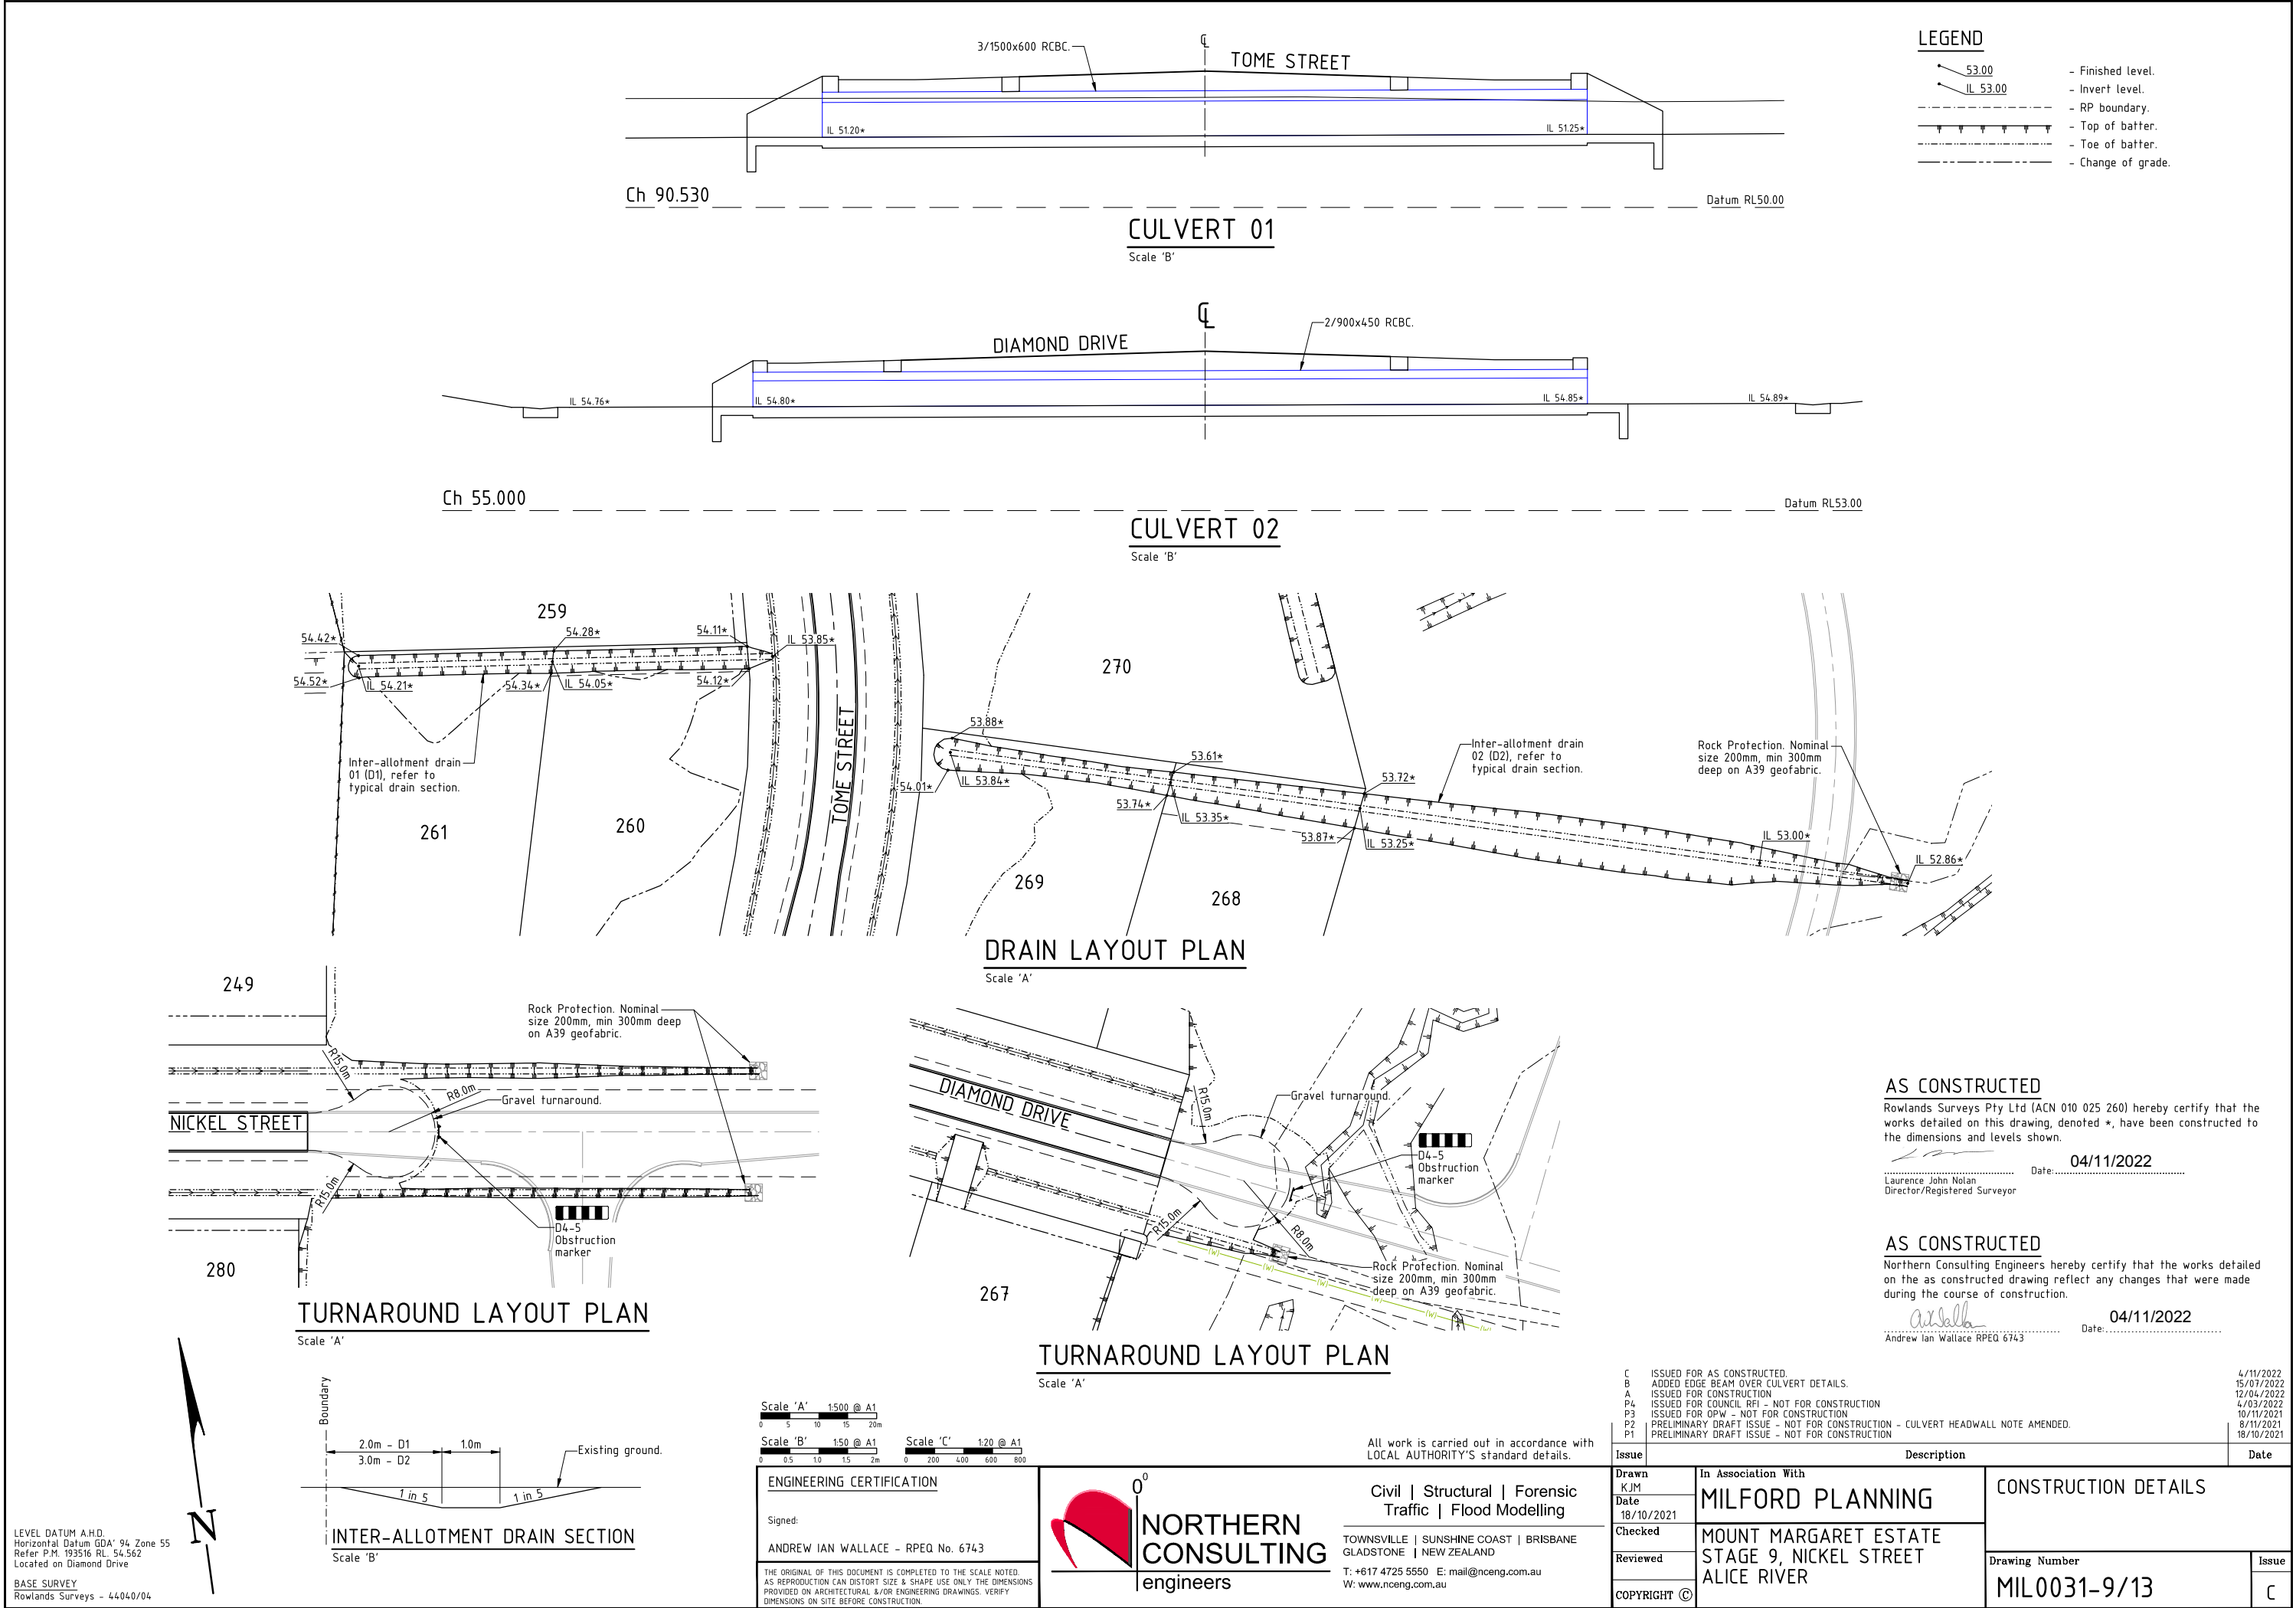 3/1500x600 RCBC.
℄
TOME STREET
IL 51.20*
IL 51.25*
Ch 90.530
Datum RL50.00
CULVERT 01
Scale 'B'
LEGEND
53.00
- Finished level.
IL 53.00
- Invert level.
- RP boundary.
- Top of batter.
- Toe of batter.
- Change of grade.
℄
DIAMOND DRIVE
2/900x450 RCBC.
IL 54.76*
IL 54.80*
IL 54.85*
IL 54.89*
Ch 55.000
Datum RL53.00
CULVERT 02
Scale 'B'
259
54.42*
54.28*
54.11*
IL 53.85*
54.52*
IL 54.21*
54.34*
IL 54.05*
54.12*
Inter-allotment drain
01 (D1), refer to
typical drain section.
261
260
TOME STREET
270
53.88*
54.01*
IL 53.84*
53.61*
53.74*
IL 53.35*
53.72*
53.87*
IL 53.25*
Inter-allotment drain
02 (D2), refer to
typical drain section.
Rock Protection. Nominal
size 200mm, min 300mm
deep on A39 geofabric.
IL 53.00*
IL 52.86*
269
268
DRAIN LAYOUT PLAN
Scale 'A'
249
Rock Protection. Nominal
size 200mm, min 300mm deep
on A39 geofabric.
R15.0m
R8.0m
Gravel turnaround.
NICKEL STREET
R15.0m
D4-5
Obstruction
marker
280
TURNAROUND LAYOUT PLAN
Scale 'A'
DIAMOND DRIVE
R15.0m
Gravel turnaround.
D4-5
Obstruction
marker
R15.0m
R8.0m
(W)
(W)
(W)
(W)
(W)
(W)
Rock Protection. Nominal
size 200mm, min 300mm
deep on A39 geofabric.
267
TURNAROUND LAYOUT PLAN
Scale 'A'
AS CONSTRUCTED
Rowlands Surveys Pty Ltd (ACN 010 025 260) hereby certify that the
works detailed on this drawing, denoted *, have been constructed to
the dimensions and levels shown.
Date: 04/11/2022
Laurence John Nolan
Director/Registered Surveyor
AS CONSTRUCTED
Northern Consulting Engineers hereby certify that the works detailed
on the as constructed drawing reflect any changes that were made
during the course of construction.
Date: 04/11/2022
Andrew Ian Wallace RPEQ 6743
N
Boundary
2.0m - D1
1.0m
3.0m - D2
Existing ground.
1 in 5
1 in 5
INTER-ALLOTMENT DRAIN SECTION
Scale 'B'
LEVEL DATUM A.H.D.
Horizontal Datum GDA' 94 Zone 55
Refer P.M. 193516 RL. 54.562
Located on Diamond Drive
BASE SURVEY
Rowlands Surveys - 44040/04
Scale 'A' 1:500 @ A1
0 5 10 15 20m
Scale 'B' 1:50 @ A1
0 0.5 1.0 1.5 2m
Scale 'C' 1:20 @ A1
0 200 400 600 800
All work is carried out in accordance with
LOCAL AUTHORITY'S standard details.
ENGINEERING CERTIFICATION
Signed:
ANDREW IAN WALLACE - RPEQ No. 6743
THE ORIGINAL OF THIS DOCUMENT IS COMPLETED TO THE SCALE NOTED.
AS REPRODUCTION CAN DISTORT SIZE & SHAPE USE ONLY THE DIMENSIONS
PROVIDED ON ARCHITECTURAL &/OR ENGINEERING DRAWINGS. VERIFY
DIMENSIONS ON SITE BEFORE CONSTRUCTION.
0⁰
NORTHERN
CONSULTING
engineers
Civil | Structural | Forensic
Traffic | Flood Modelling
TOWNSVILLE | SUNSHINE COAST | BRISBANE
GLADSTONE | NEW ZEALAND
T: +617 4725 5550 E: mail@nceng.com.au
W: www.nceng.com.au
C ISSUED FOR AS CONSTRUCTED. 4/11/2022
B ADDED EDGE BEAM OVER CULVERT DETAILS. 15/07/2022
A ISSUED FOR CONSTRUCTION 12/04/2022
P4 ISSUED FOR COUNCIL RFI - NOT FOR CONSTRUCTION 4/03/2022
P3 ISSUED FOR OPW - NOT FOR CONSTRUCTION 10/11/2021
P2 PRELIMINARY DRAFT ISSUE - NOT FOR CONSTRUCTION - CULVERT HEADWALL NOTE AMENDED. 8/11/2021
P1 PRELIMINARY DRAFT ISSUE - NOT FOR CONSTRUCTION 18/10/2021
Issue Description Date
Drawn
KJM
Date
18/10/2021
Checked
Reviewed
COPYRIGHT ©
In Association With
MILFORD PLANNING
MOUNT MARGARET ESTATE
STAGE 9, NICKEL STREET
ALICE RIVER
CONSTRUCTION DETAILS
Drawing Number
MIL0031-9/13
Issue
C